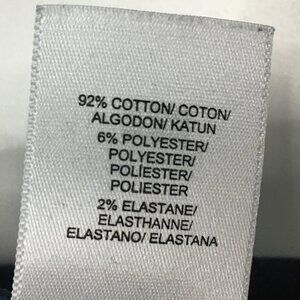 92% COTTON/ COTON/
ALGODON/ KATUN
6% POLYESTER/
POLYESTER/
POLIÉSTER/
POLIESTER
2% ELASTANE/
ELASTHANNE/
ELASTANO/ ELASTANA